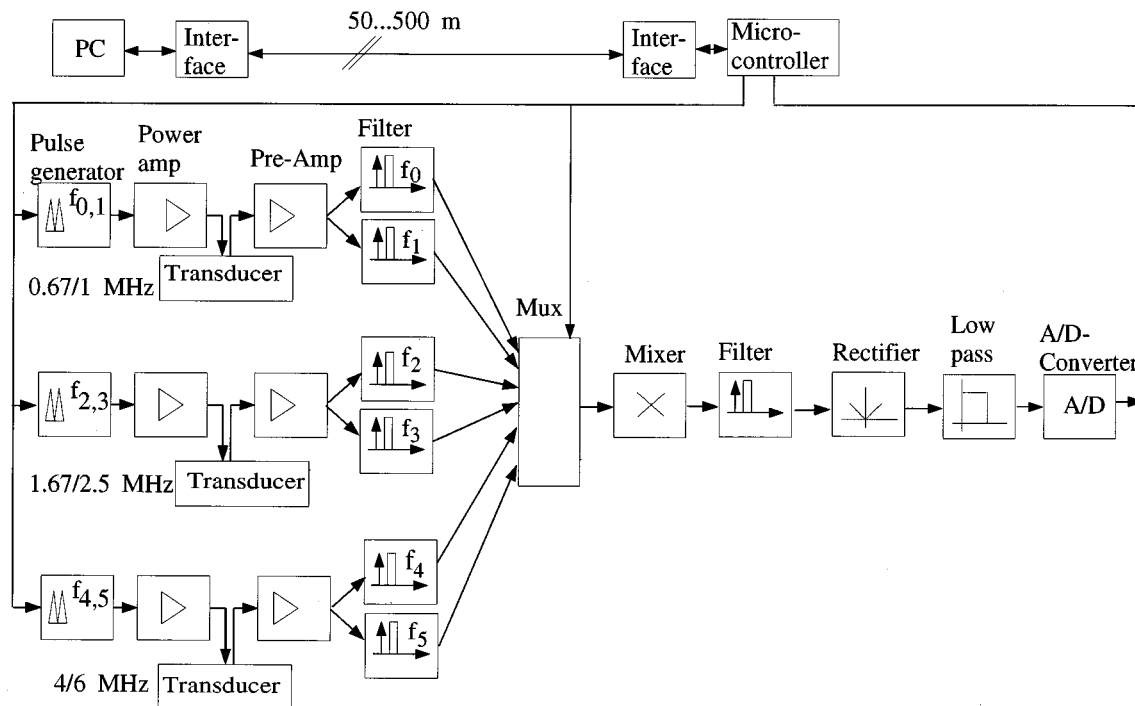 50...500 m
PC
Inter-
face
Inter-
face
Micro-
controller
Pulse
generator
Power
amp
Pre-Amp
Filter
f0,1
f0
f1
Transducer
0.67/1 MHz
Mux
f2,3
f2
f3
Transducer
1.67/2.5 MHz
Mixer
Filter
Rectifier
Low
pass
A/D-
Converter
A/D
f4,5
f4
f5
Transducer
4/6 MHz